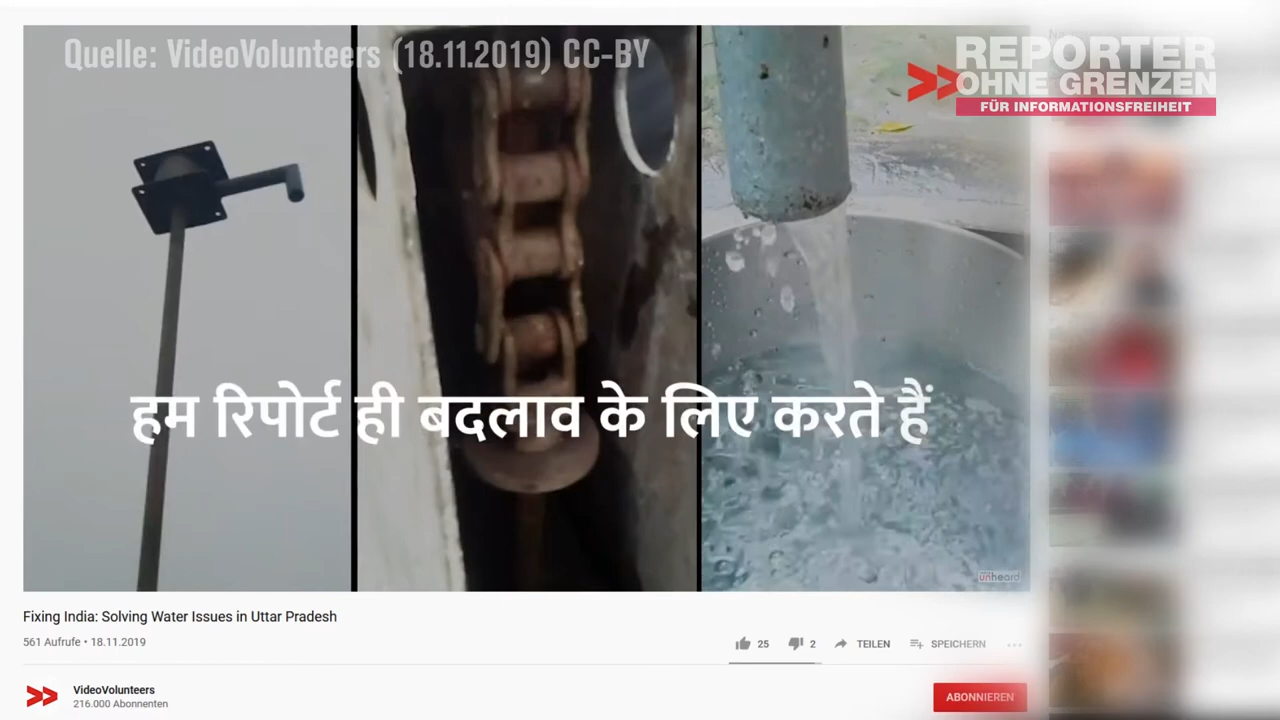 Quelle: VideoVolunteers (18.11.2019) CC-BY
REPORTER
OHNE GRENZEN
FÜR INFORMATIONSFREIHEIT
हम रिपोर्ट ही बदलाव के लिए करते हैं
unheard
Fixing India: Solving Water Issues in Uttar Pradesh
561 Aufrufe • 18.11.2019
25
2
TEILEN
SPEICHERN
VideoVolunteers
216.000 Abonnenten
ABONNIEREN